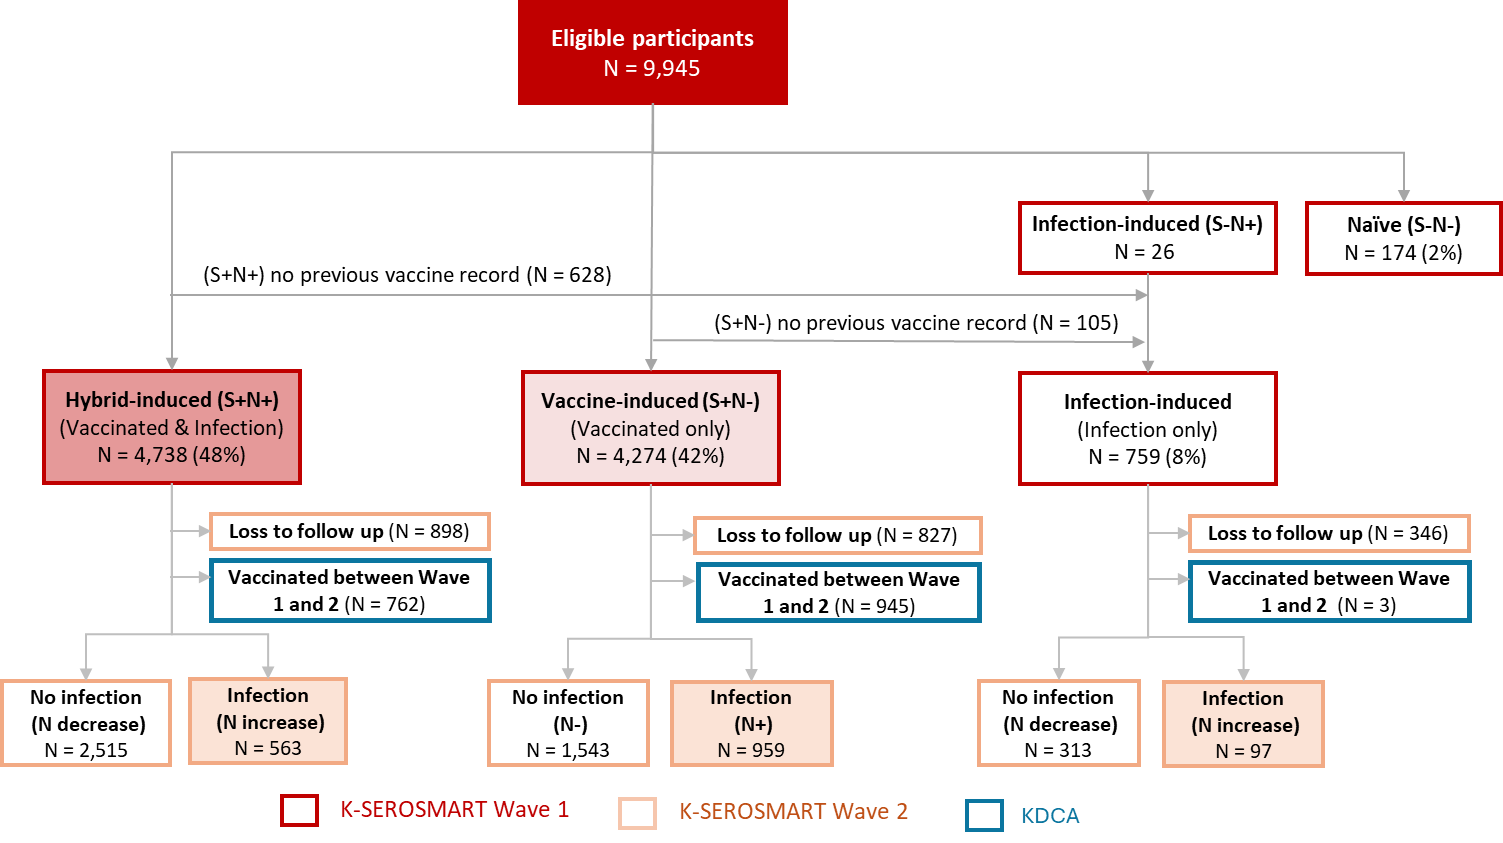 Eligible participants
N = 9,945
Infection-induced (S-N+)
N = 26
Naïve (S-N-)
N = 174 (2%)
(S+N+) no previous vaccine record (N = 628)
(S+N-) no previous vaccine record (N = 105)
Hybrid-induced (S+N+)
(Vaccinated & Infection)
N = 4,738 (48%)
Vaccine-induced (S+N-)
(Vaccinated only)
N = 4,274 (42%)
Infection-induced
(Infection only)
N = 759 (8%)
Loss to follow up (N = 898)
Vaccinated between Wave
1 and 2 (N = 762)
Loss to follow up (N = 827)
Vaccinated between Wave
1 and 2 (N = 945)
Loss to follow up (N = 346)
Vaccinated between Wave
1 and 2 (N = 3)
No infection
(N decrease)
N = 2,515
Infection
(N increase)
N = 563
No infection
(N-)
N = 1,543
Infection
(N+)
N = 959
No infection
(N decrease)
N = 313
Infection
(N increase)
N = 97
K-SEROSMART Wave 1
K-SEROSMART Wave 2
KDCA